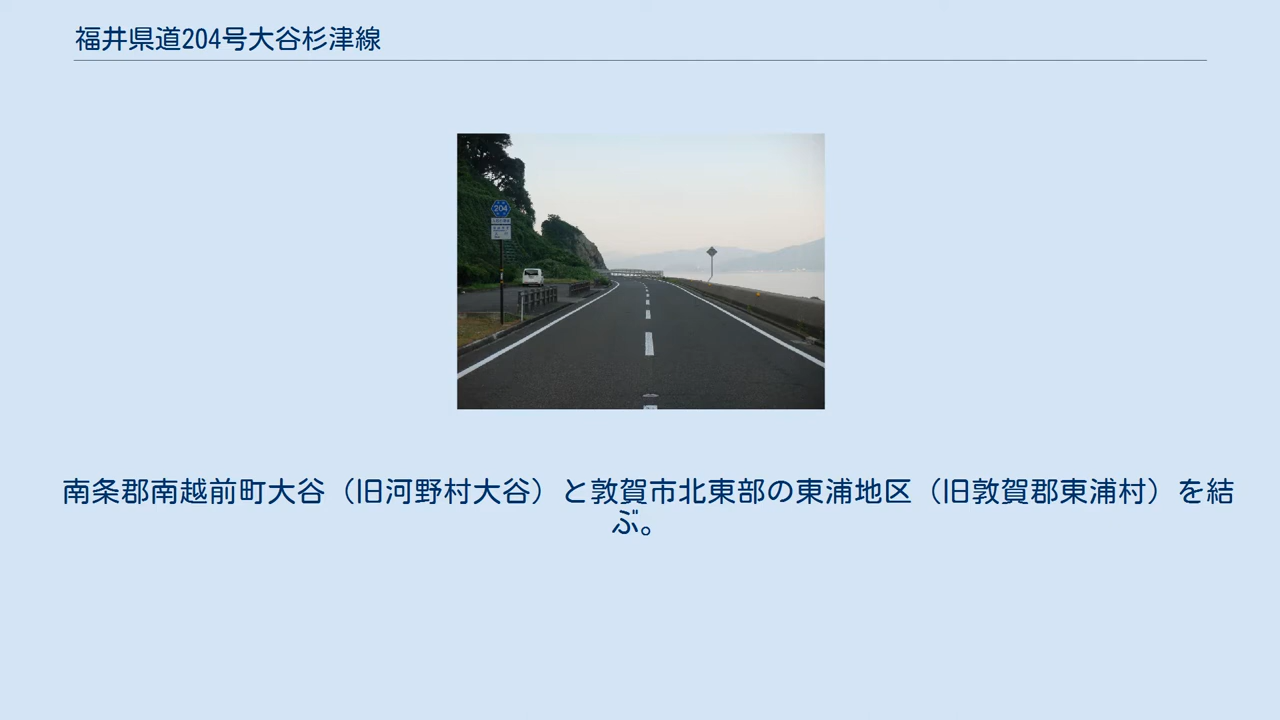 福井県道204号大谷杉津線
204
南条郡南越前町大谷（旧河野村大谷）と敦賀市北東部の東浦地区（旧敦賀郡東浦村）を結
ぶ。